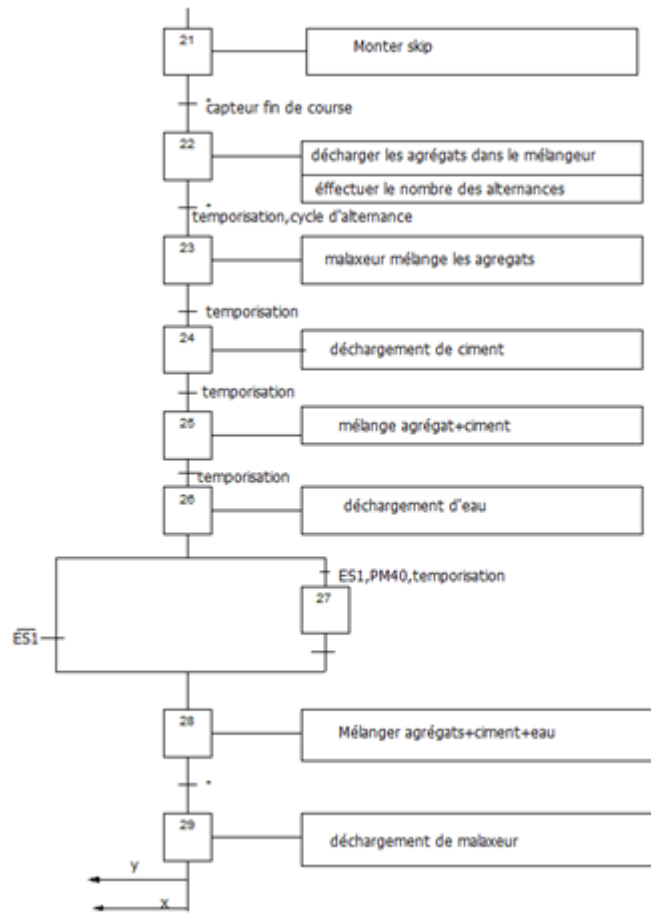 21
Monter skip
capteur fin de course
22
décharger les agrégats dans le mélangeur
éffectuer le nombre des alternances
temporisation,cycle d'alternance
23
malaxeur mélange les agregats
temporisation
24
déchargement de ciment
temporisation
25
mélange agrégat+ciment
temporisation
26
déchargement d'eau
ES1,PM40,temporisation
27
E̅S̅1̅
28
Mélanger agrégats+ciment+eau
29
déchargement de malaxeur
y
x